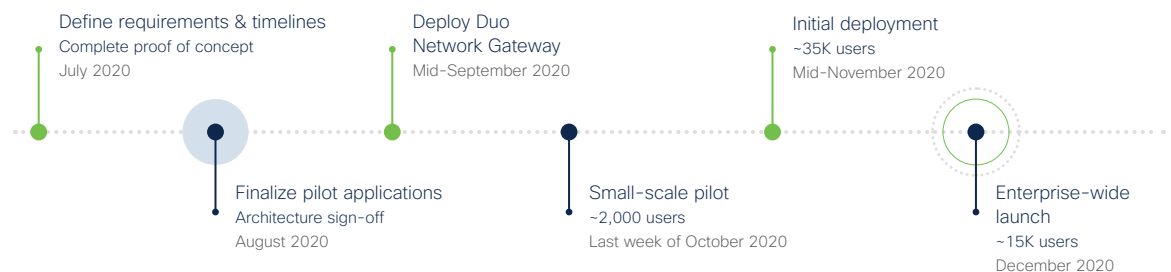 Define requirements & timelines
Complete proof of concept
July 2020
Finalize pilot applications
Architecture sign-off
August 2020
Deploy Duo
Network Gateway
Mid-September 2020
Small-scale pilot
~2,000 users
Last week of October 2020
Initial deployment
~35K users
Mid-November 2020
Enterprise-wide
launch
~15K users
December 2020